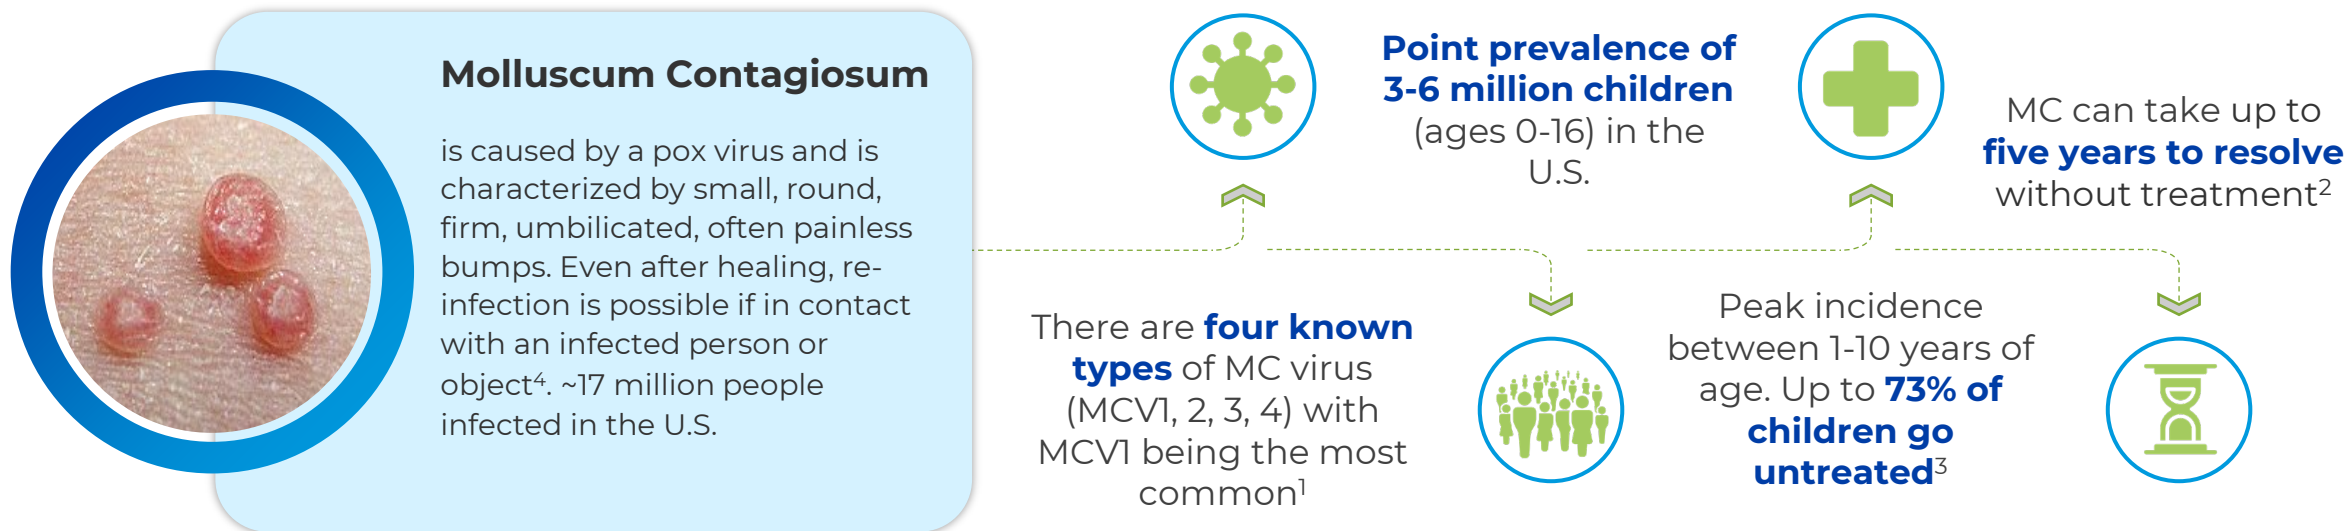 Molluscum Contagiosum
is caused by a pox virus and is
characterized by small, round,
firm, umbilicated, often painless
bumps. Even after healing, re-
infection is possible if in contact
with an infected person or
object⁴. ~17 million people
infected in the U.S.
There are four known
types of MC virus
(MCV1, 2, 3, 4) with
MCV1 being the most
common¹
Point prevalence of
3-6 million children
(ages 0-16) in the
U.S.
Peak incidence
between 1-10 years of
age. Up to 73% of
children go
untreated³
MC can take up to
five years to resolve
without treatment²